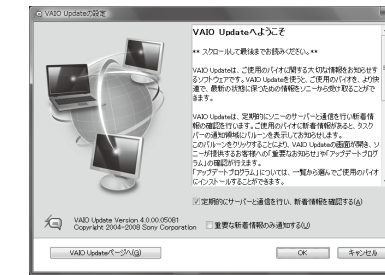 VAIO Updateの設定
VAIO Updateへようこそ
** スクロールして最後までお読みください。**
VAIO Updateは、ご使用のバイオに関する大切な情報をお知らせす
るソフトウェアです。VAIO Updateを使うと、ご使用のバイオを、より快
適で、最新の状態に保つための情報をソニーから受け取ることがで
きます。
VAIO Updateは、定期的にソニーのサーバーと通信を行い新着情
報の確認を行います。ご使用のバイオに新着情報があると、タスク
バーの通知領域にバルーンを表示してお知らせします。
このバルーンをクリックすることにより、VAIO Updateの画面が開き、ソ
ニーが提供するお客様への「重要なお知らせ」や「アップデートプログ
ラム」の確認が行えます。
「アップデートプログラム」については、一覧から選んでご使用のバイオ
にインストールすることができます。
定期的にサーバーと通信を行い、新着情報を確認する(A)
重要な新着情報のみ通知する(U)
VAIO Update Version 4.0.00.05081
Copyright 2004-2008 Sony Corporation
VAIO Updateページへ(G)
OK
キャンセル